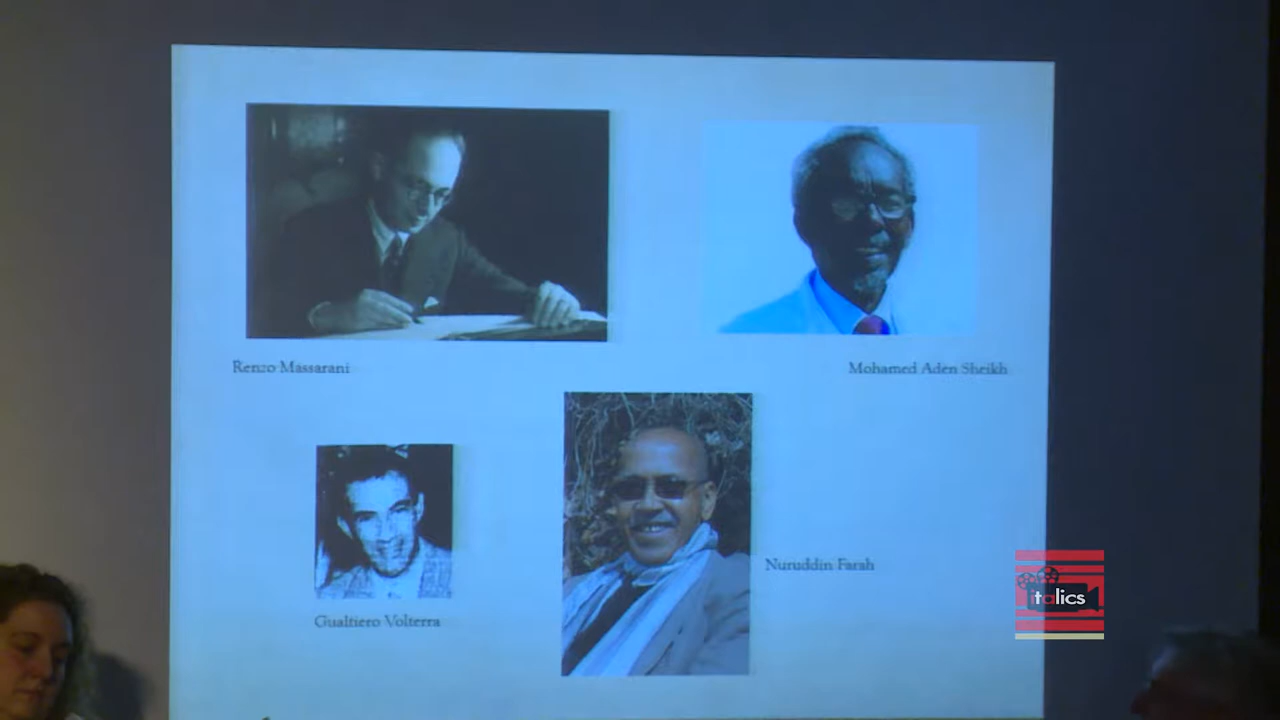 Renzo Massarani
Mohamed Aden Sheikh
Nuruddin Farah
Gualtiero Volterra
italics